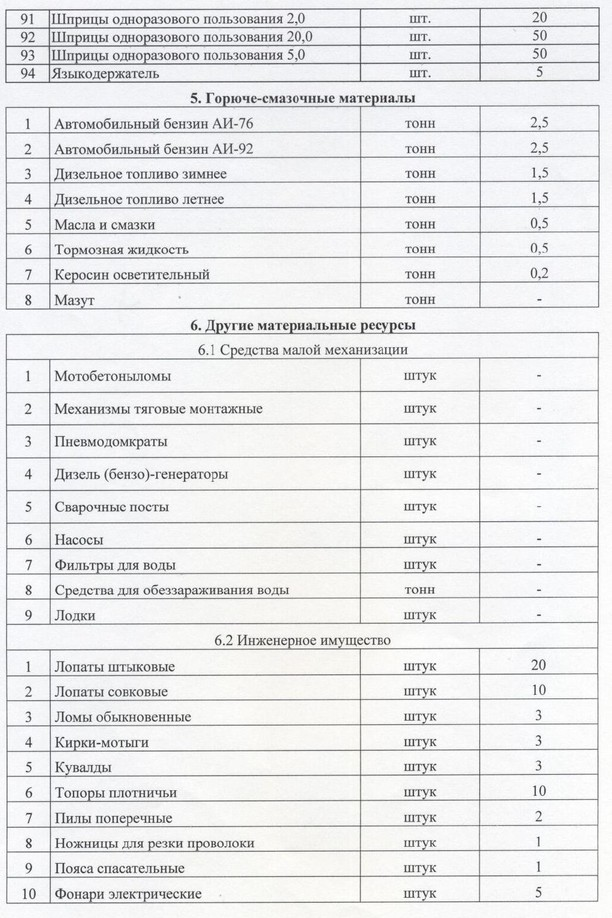 91 Шприцы одноразового пользования 2,0 шт. 20
92 Шприцы одноразового пользования 20,0 шт. 50
93 Шприцы одноразового пользования 5,0 шт. 50
94 Языкодержатель шт. 5
5. Горюче-смазочные материалы
1 Автомобильный бензин АИ-76 тонн 2,5
2 Автомобильный бензин АИ-92 тонн 2,5
3 Дизельное топливо зимнее тонн 1,5
4 Дизельное топливо летнее тонн 1,5
5 Масла и смазки тонн 0,5
6 Тормозная жидкость тонн 0,5
7 Керосин осветительный тонн 0,2
8 Мазут тонн -
6. Другие материальные ресурсы
6.1 Средства малой механизации
1 Мотобетоныломы штук -
2 Механизмы тяговые монтажные штук -
3 Пневмодомкраты штук -
4 Дизель (бензо)-генераторы штук -
5 Сварочные посты штук -
6 Насосы штук -
7 Фильтры для воды штук -
8 Средства для обеззараживания воды тонн -
9 Лодки штук -
6.2 Инженерное имущество
1 Лопаты штыковые штук 20
2 Лопаты совковые штук 10
3 Ломы обыкновенные штук 3
4 Кирки-мотыги штук 3
5 Кувалды штук 3
6 Топоры плотничьи штук 10
7 Пилы поперечные штук 2
8 Ножницы для резки проволоки штук 1
9 Пояса спасательные штук 1
10 Фонари электрические штук 5